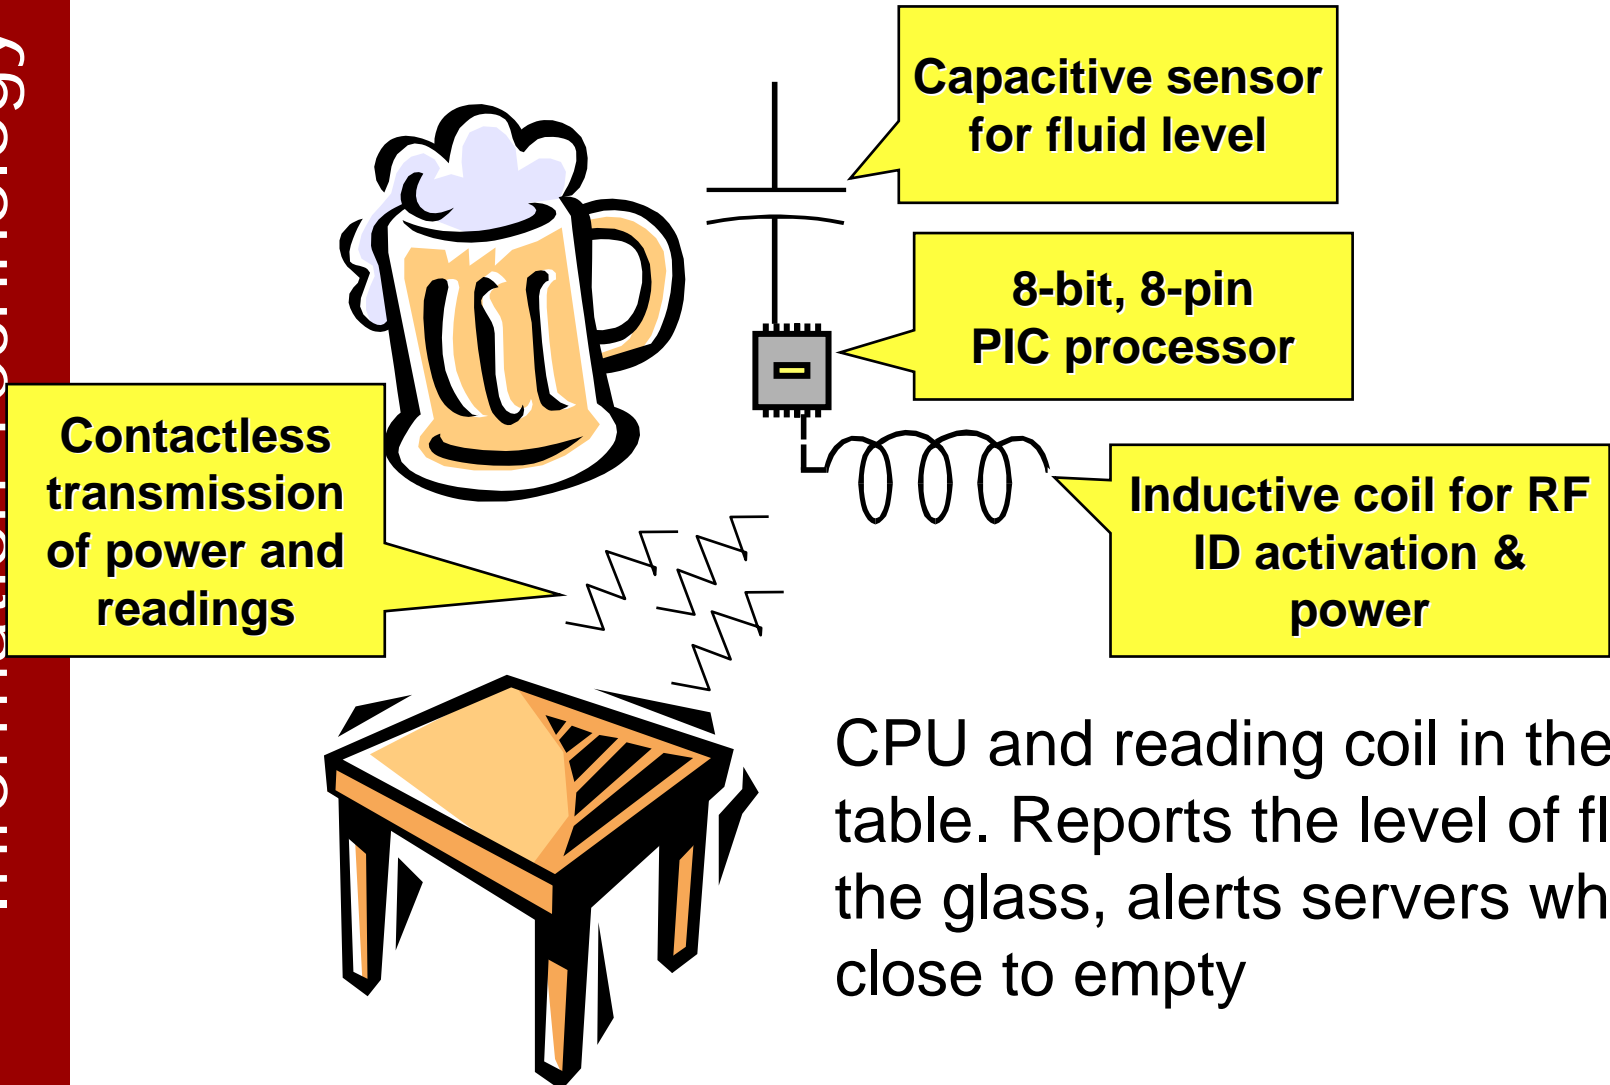 Capacitive sensor
for fluid level
8-bit, 8-pin
PIC processor
Contactless
transmission
of power and
readings
Inductive coil for RF
ID activation &
power
CPU and reading coil in the
table. Reports the level of
the glass, alerts servers
close to empty